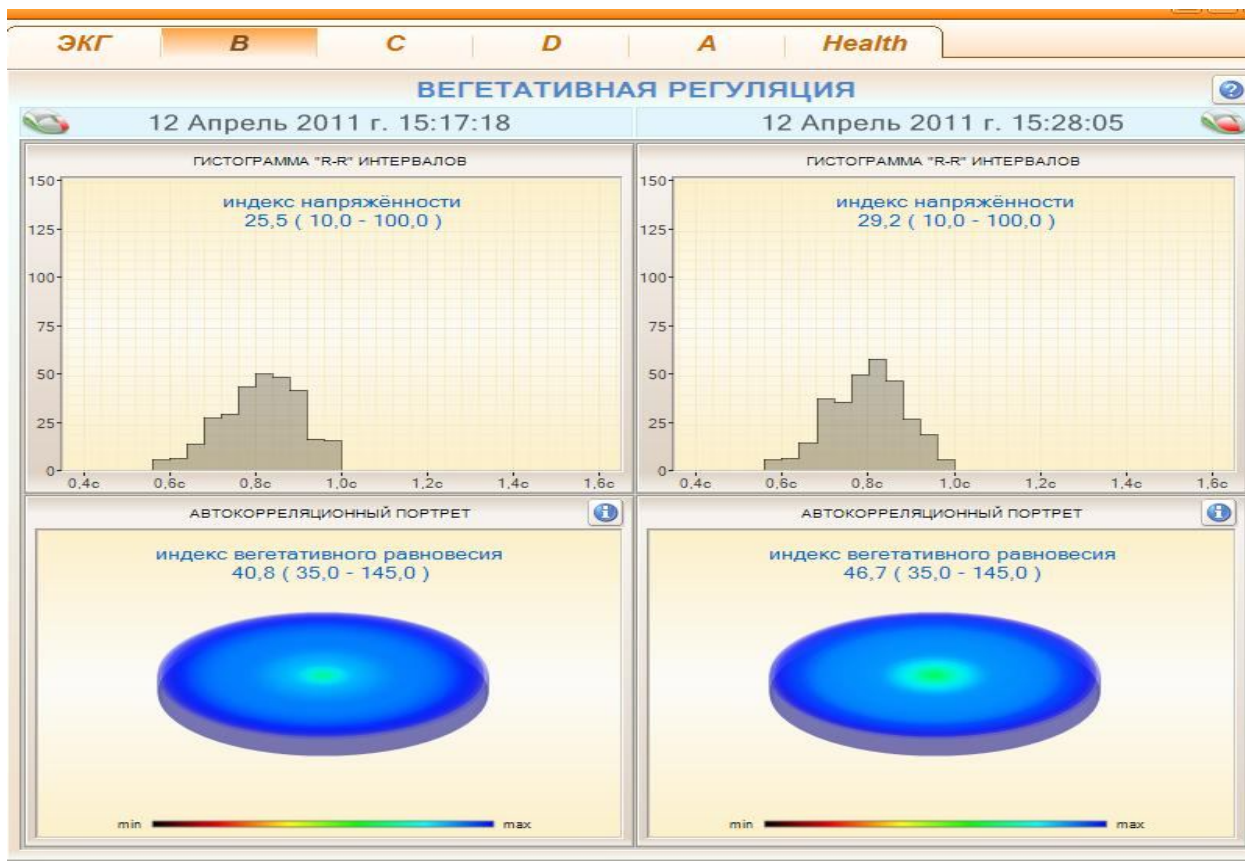 ЭКГ B C D A Health
ВЕГЕТАТИВНАЯ РЕГУЛЯЦИЯ
?
12 Апрель 2011 г. 15:17:18
12 Апрель 2011 г. 15:28:05
ГИСТОГРАММА "R-R" ИНТЕРВАЛОВ
индекс напряжённости
25,5 ( 10,0 - 100,0 )
150
125
100
75
50
25
0
0,4с 0,6с 0,8с 1,0с 1,2с 1,4с 1,6с
ГИСТОГРАММА "R-R" ИНТЕРВАЛОВ
индекс напряжённости
29,2 ( 10,0 - 100,0 )
150
125
100
75
50
25
0
0,4с 0,6с 0,8с 1,0с 1,2с 1,4с 1,6с
АВТОКОРРЕЛЯЦИОННЫЙ ПОРТРЕТ
i
индекс вегетативного равновесия
40,8 ( 35,0 - 145,0 )
min max
АВТОКОРРЕЛЯЦИОННЫЙ ПОРТРЕТ
i
индекс вегетативного равновесия
46,7 ( 35,0 - 145,0 )
min max